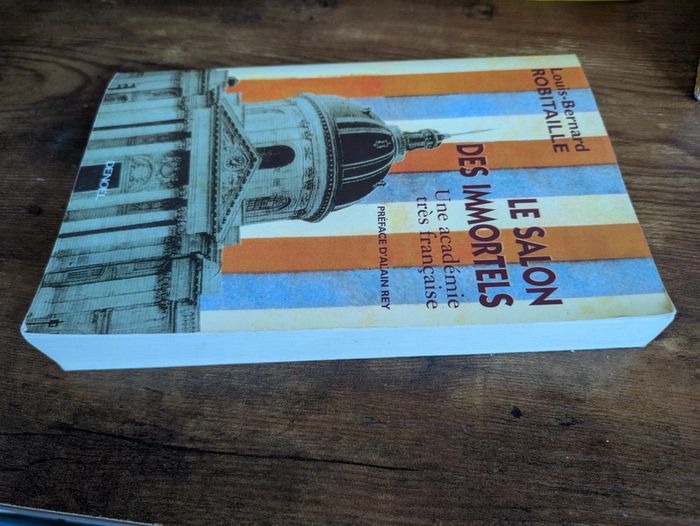 Louis-Bernard
ROBITAILLE
LE SALON
DES IMMORTELS
Une académie
très française
PRÉFACE D'ALAIN REY
DENOËL